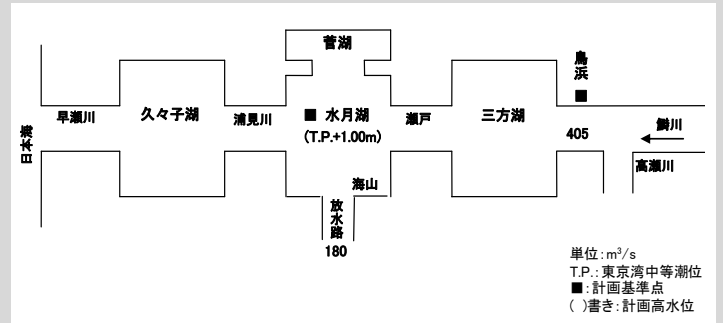 菅湖
鳥浜
■
早瀬川
久々子湖
浦見川
■ 水月湖
(T.P.+1.00m)
瀬戸
三方湖
405
鰣川
高瀬川
日本海
海山
放水路
180
単位：m³/s
T.P.：東京湾中等潮位
■：計画基準点
( )書き：計画高水位